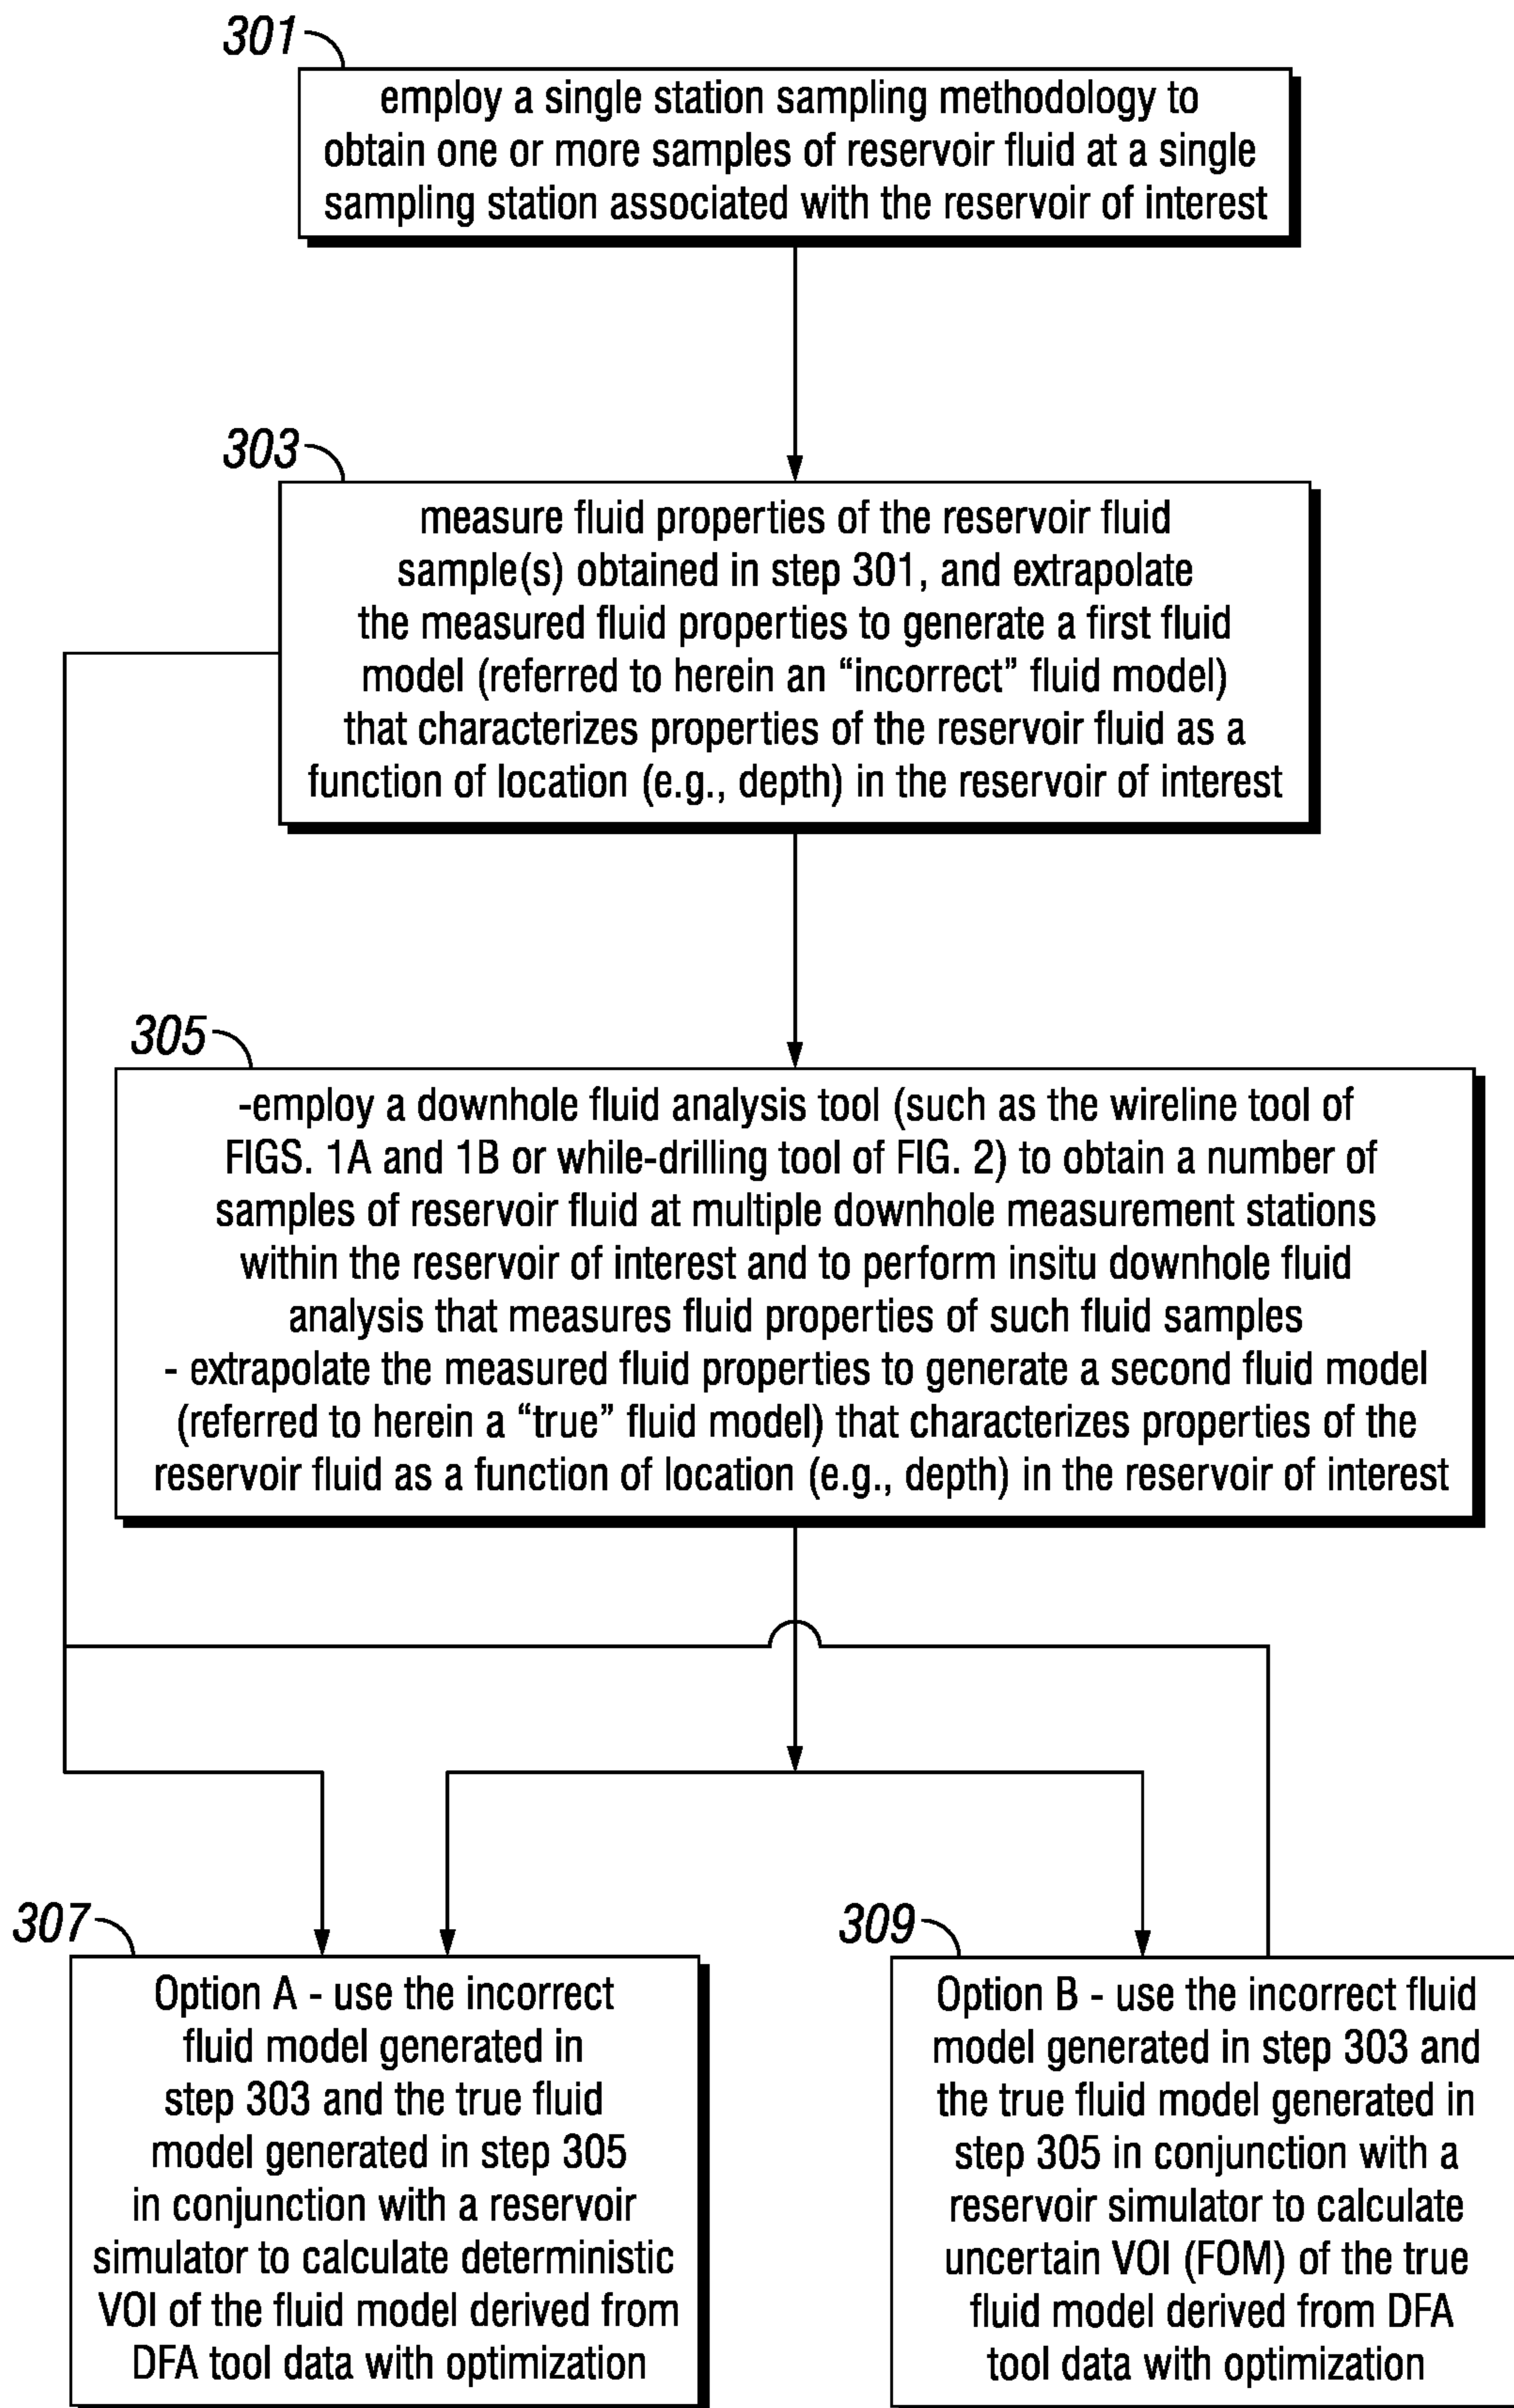 301
employ a single station sampling methodology to
obtain one or more samples of reservoir fluid at a single
sampling station associated with the reservoir of interest
303
measure fluid properties of the reservoir fluid
sample(s) obtained in step 301, and extrapolate
the measured fluid properties to generate a first fluid
model (referred to herein an “incorrect” fluid model)
that characterizes properties of the reservoir fluid as a
function of location (e.g., depth) in the reservoir of interest
305
-employ a downhole fluid analysis tool (such as the wireline tool of
FIGS. 1A and 1B or while-drilling tool of FIG. 2) to obtain a number of
samples of reservoir fluid at multiple downhole measurement stations
within the reservoir of interest and to perform insitu downhole fluid
analysis that measures fluid properties of such fluid samples
- extrapolate the measured fluid properties to generate a second fluid model
(referred to herein a “true” fluid model) that characterizes properties of the
reservoir fluid as a function of location (e.g., depth) in the reservoir of interest
307
Option A - use the incorrect
fluid model generated in
step 303 and the true fluid
model generated in step 305
in conjunction with a reservoir
simulator to calculate deterministic
VOI of the fluid model derived from
DFA tool data with optimization
309
Option B - use the incorrect fluid
model generated in step 303 and
the true fluid model generated in
step 305 in conjunction with a
reservoir simulator to calculate
uncertain VOI (FOM) of the true
fluid model derived from DFA
tool data with optimization